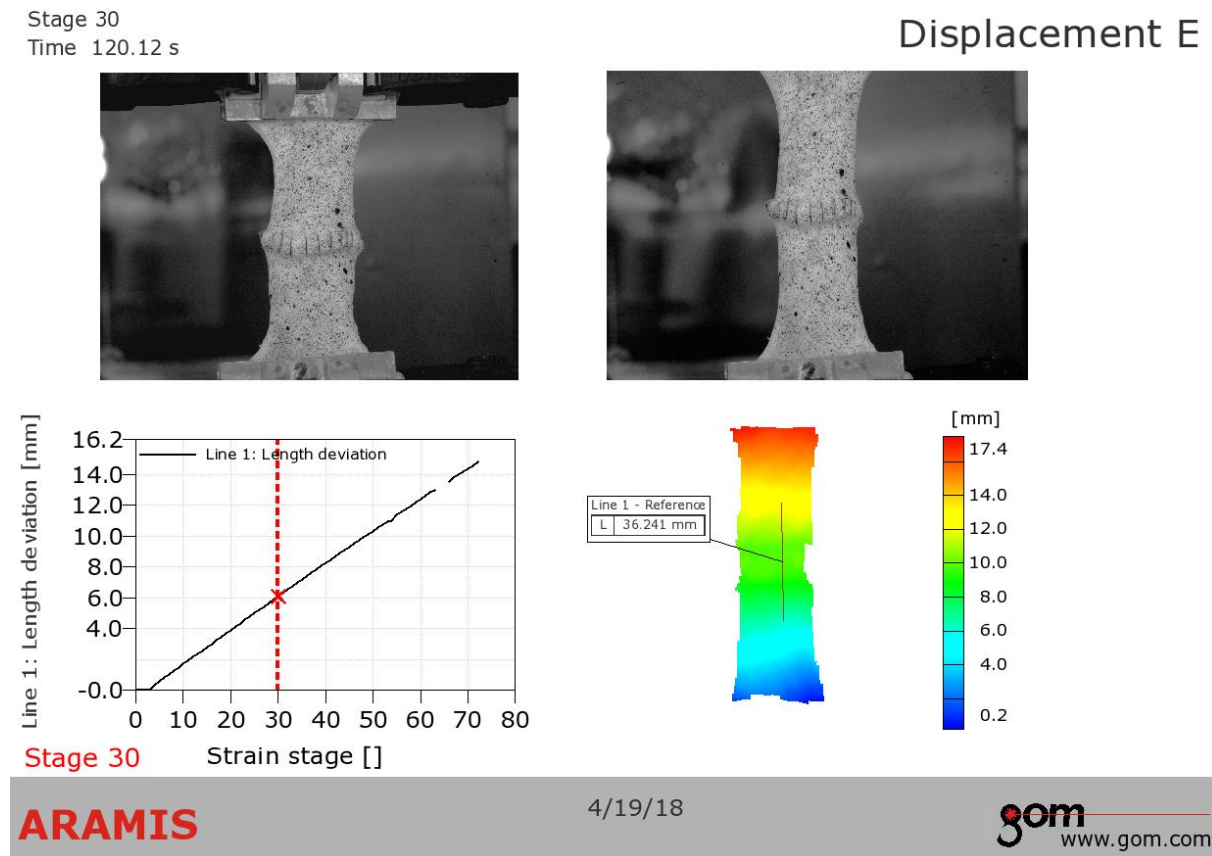 Stage 30
Time 120.12 s
Displacement E
Line 1: Length deviation [mm]
16.2
14.0
12.0
10.0
8.0
6.0
4.0
-0.0
Line 1: Length deviation
0 10 20 30 40 50 60 70 80
Stage 30
Strain stage []
Line 1 - Reference
L 36.241 mm
[mm]
17.4
14.0
12.0
10.0
8.0
6.0
4.0
0.2
ARAMIS
4/19/18
gom
www.gom.com